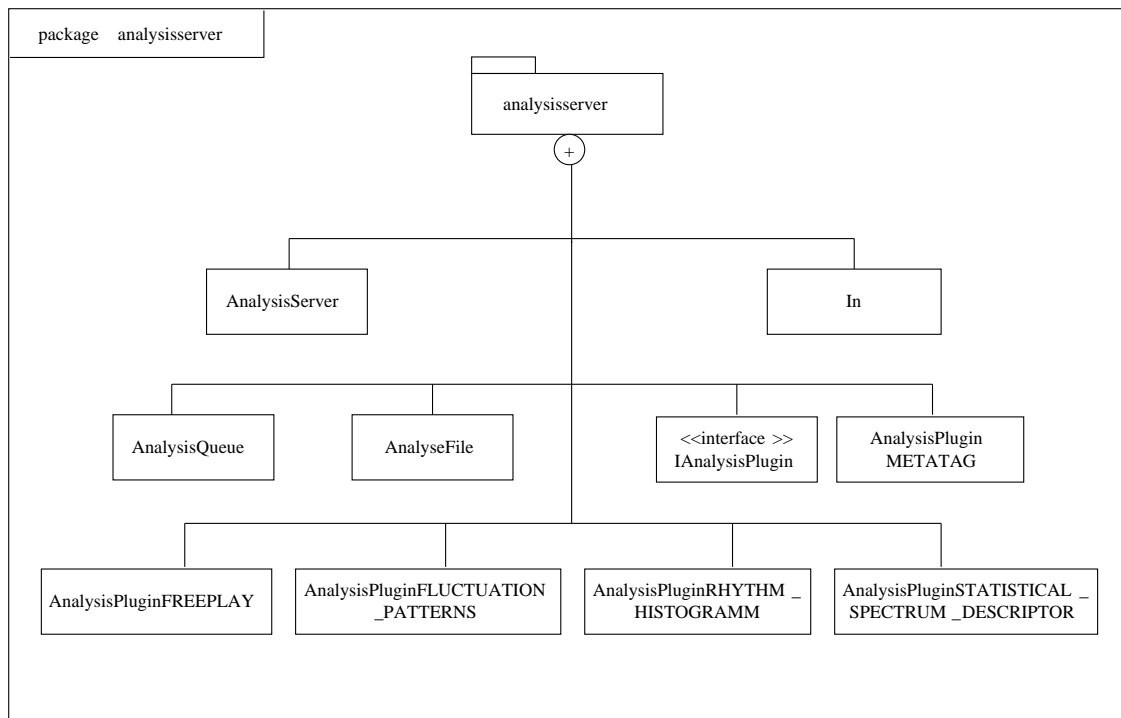 package analysisserver
analysisserver
+
AnalysisServer
In
AnalysisQueue
AnalyseFile
<<interface >>
IAnalysisPlugin
AnalysisPlugin
METATAG
AnalysisPluginFREEPLAY
AnalysisPluginFLUCTUATION
_PATTERNS
AnalysisPluginRHYTHM _
HISTOGRAMM
AnalysisPluginSTATISTICAL _
SPECTRUM _DESCRIPTOR